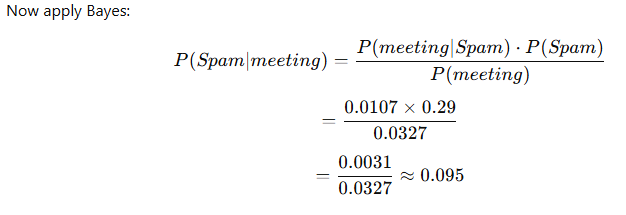 Now apply Bayes:
P(Spam|meeting) = P(meeting|Spam) · P(Spam) / P(meeting)
= 0.0107 × 0.29 / 0.0327
= 0.0031 / 0.0327 ≈ 0.095